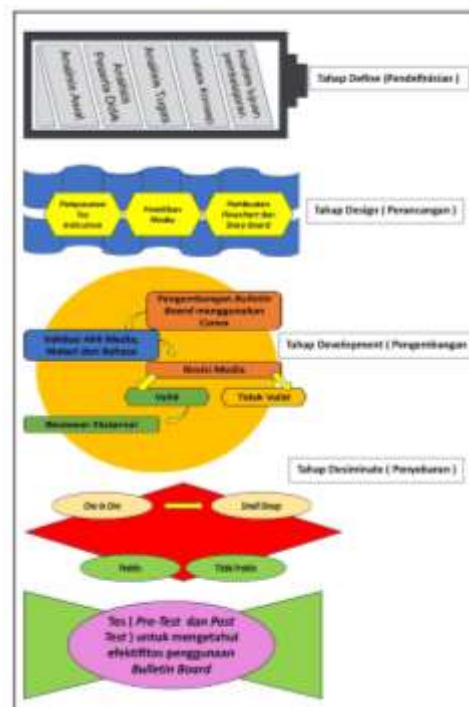 Analisis Awal
Analisis
Peserta Didik
Analisis Tugas
Analisis Konsep
Analisis tujuan
pembelajaran
Tahap Define (Pendefinisian )
Penyusunan
Tes
Instrumen
Pemilihan
Media
Pembuatan
Flowchart dan
Story Board
Tahap Design ( Perancangan )
Pengembangan Bulletin
Board menggunakan
Canva
Validasi Ahli Media,
Materi dan Bahasa
Revisi Media
Valid
Tidak Valid
Reviewer Eksternal
Tahap Development ( Pengembangan
Tahap Desiminate ( Penyebaran )
One to One
Small Group
Praktis
Tidak Praktis
Tes ( Pre-Test dan Post
Test ) untuk mengetahui
efektifitas penggunaan
Bulletin Board